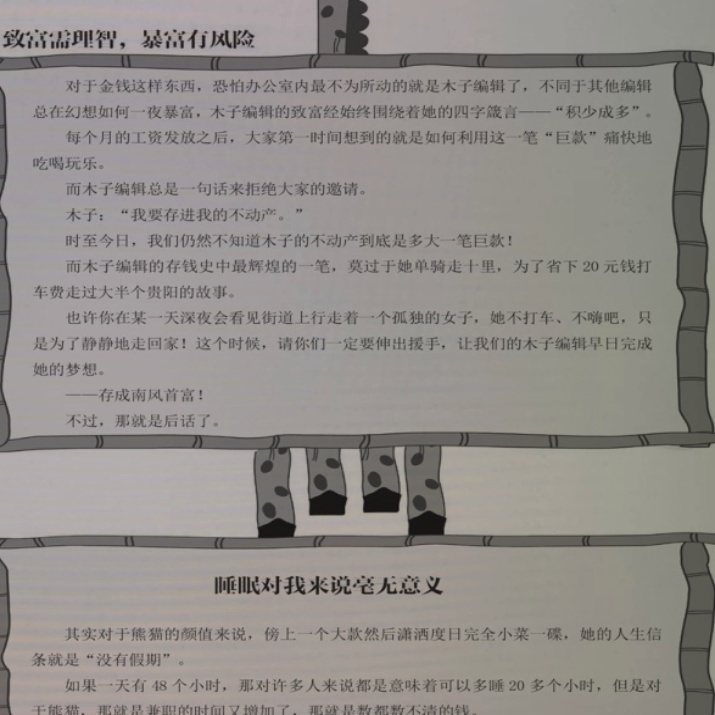 致富需理智，暴富有风险
对于金钱这样东西，恐怕办公室内最不为所动的就是木子编辑了，不同于其他编辑
总在幻想如何一夜暴富，木子编辑的致富经始终围绕着她的四字箴言——“积少成多”。
每个月的工资发放之后，大家第一时间想到的就是如何利用这一笔“巨款”痛快地
吃喝玩乐。
而木子编辑总是一句话来拒绝大家的邀请。
木子：“我要存进我的不动产。”
时至今日，我们仍然不知道木子的不动产到底是多大一笔巨款！
而木子编辑的存钱史中最辉煌的一笔，莫过于她单骑走十里，为了省下 20 元钱打
车费走过大半个贵阳的故事。
也许你在某一天深夜会看见街道上行走着一个孤独的女子，她不打车、不嗨吧，只
是为了静静地走回家！这个时候，请你们一定要伸出援手，让我们的木子编辑早日完成
她的梦想。
——存成南风首富！
不过，那就是后话了。
睡眠对我来说毫无意义
其实对于熊猫的颜值来说，傍上一个大款然后潇洒度日完全小菜一碟，她的人生信
条就是“没有假期”。
如果一天有 48 个小时，那对许多人来说都是意味着可以多睡 20 多个小时，但是对
于熊猫，那就是兼职的时间又增加了，那就是数都数不清的钱。